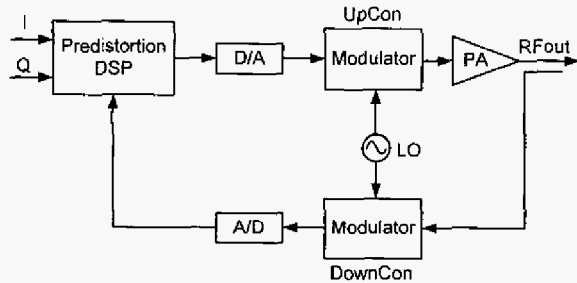 UpCon
I
Q
Predistortion
DSP
D/A
Modulator
PA
RFout
LO
A/D
Modulator
DownCon